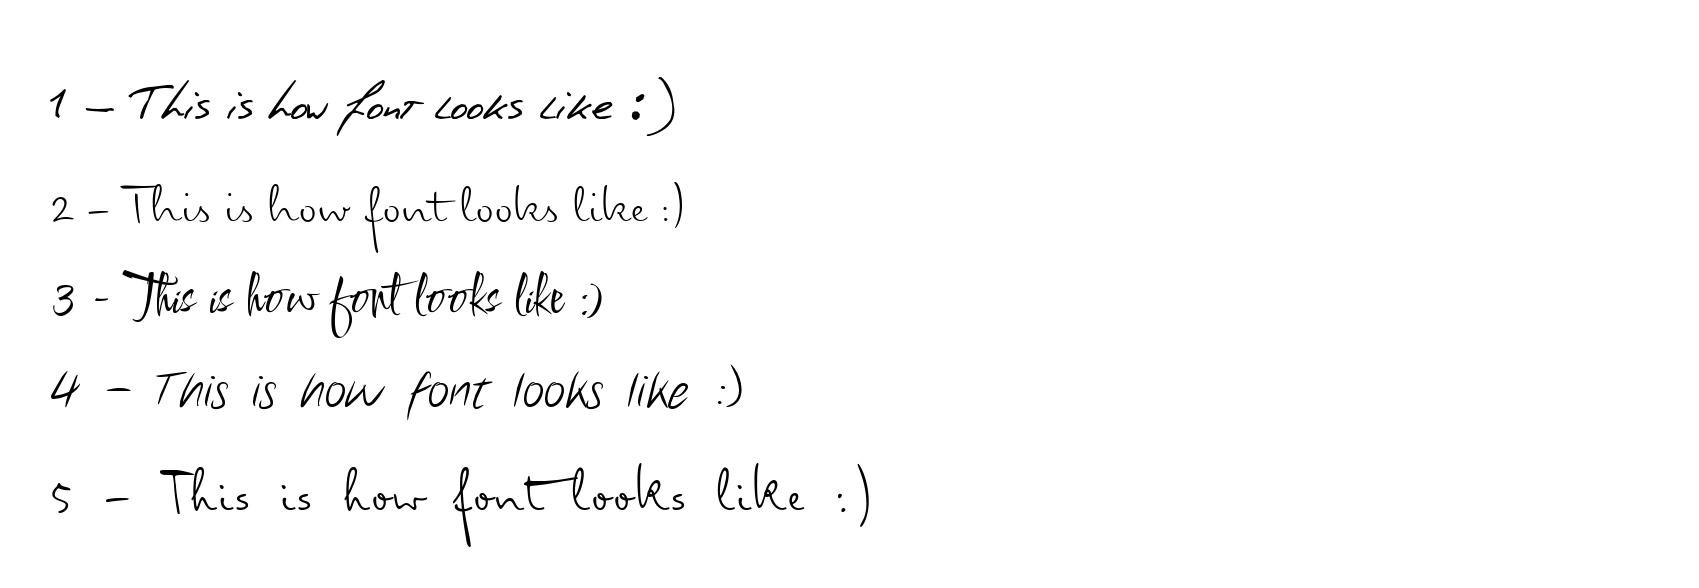 1 - This is how font looks like :)
2 - This is how font looks like :)
3 - This is how font looks like :)
4 - This is how font looks like :)
5 - This is how font looks like :)